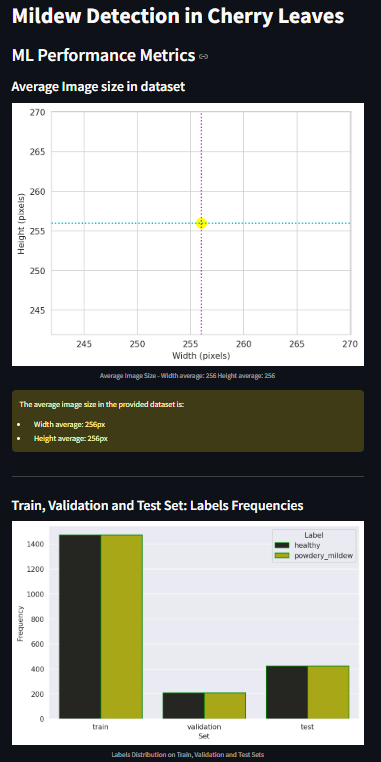 Mildew Detection in Cherry Leaves
ML Performance Metrics
Average Image size in dataset
270
265
260
255
250
245
Height (pixels)
245 250 255 260 265 270
Width (pixels)
Average Image Size - Width average: 256 Height average: 256
The average image size in the provided dataset is:
• Width average: 256px
• Height average: 256px
Train, Validation and Test Set: Labels Frequencies
Label
healthy
powdery_mildew
1400
1200
1000
800
600
400
200
0
Frequency
train validation test
Set
Labels Distribution on Train, Validation and Test Sets